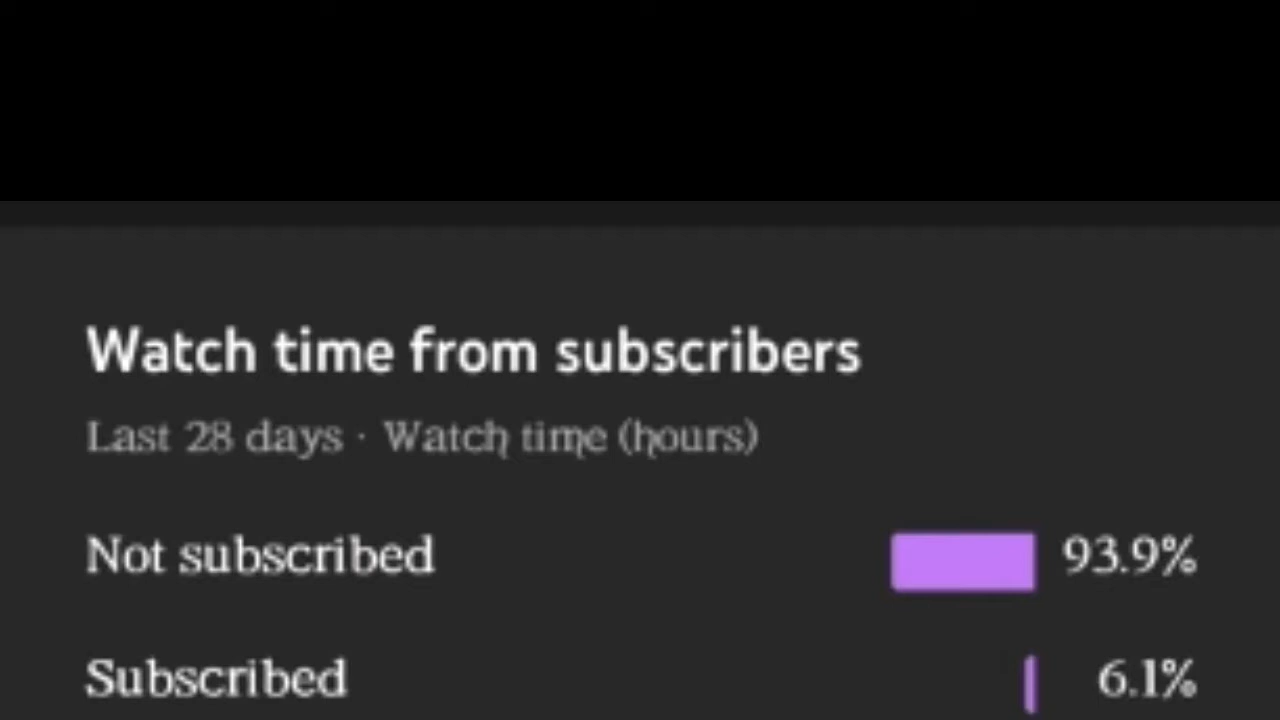 Watch time from subscribers
Last 28 days · Watch time (hours)
Not subscribed 93.9%
Subscribed 6.1%